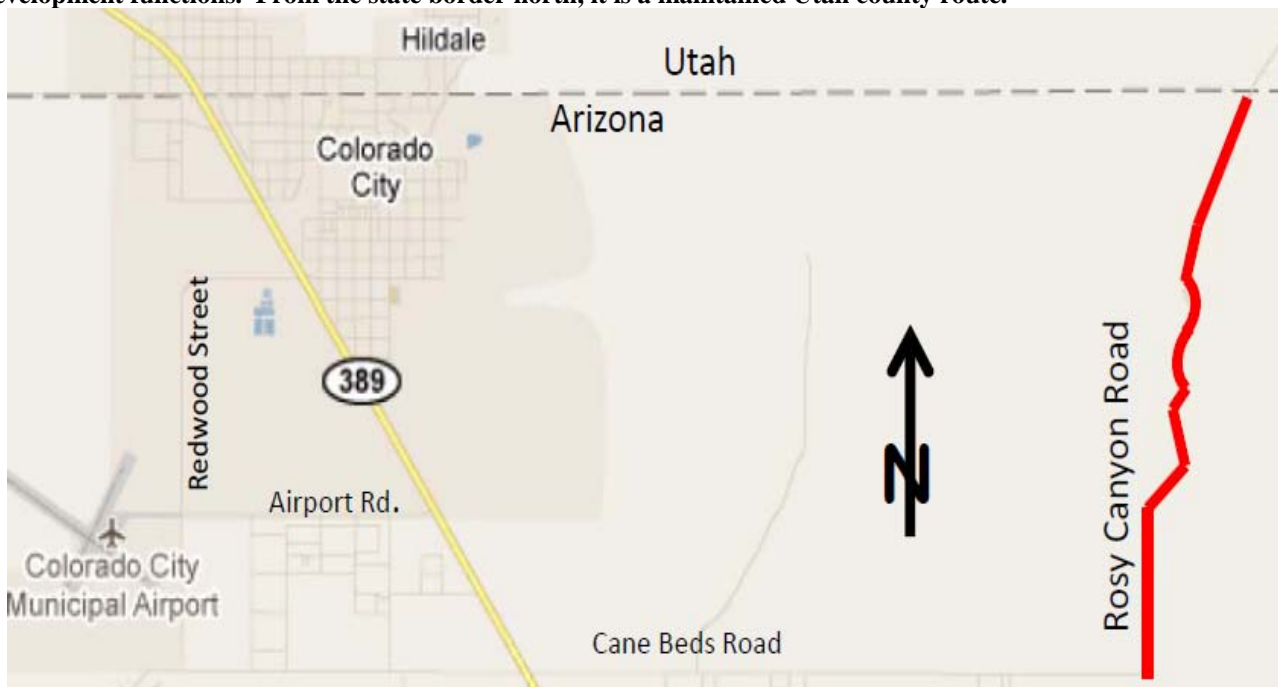 evelopment functions. From the state border north, it is a maintained Utah county route.
Hildale
Utah
Arizona
Colorado
City
Redwood Street
389
Rosy Canyon Road
N
Airport Rd.
Colorado City
Municipal Airport
Cane Beds Road